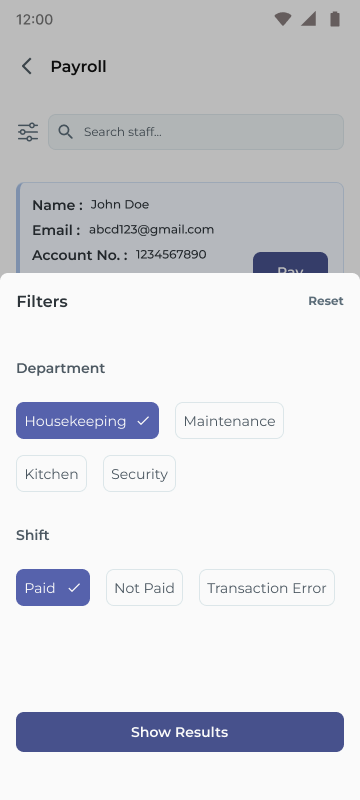 12:00
Payroll
Search staff...
Name : John Doe
Email : abcd123@gmail.com
Account No. : 1234567890
Pay
Filters
Reset
Department
Housekeeping
Maintenance
Kitchen
Security
Shift
Paid
Not Paid
Transaction Error
Show Results